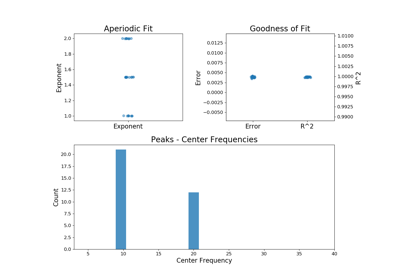 Aperiodic Fit
2.0
1.8
1.6
1.4
1.2
1.0
Exponent
Exponent
Goodness of Fit
0.0125
0.0100
0.0075
0.0050
0.0025
0.0000
−0.0025
−0.0050
Error
Error
R^2
1.0100
1.0075
1.0050
1.0025
1.0000
0.9975
0.9950
0.9925
0.9900
R^2
Peaks - Center Frequencies
20.0
17.5
15.0
12.5
10.0
7.5
5.0
2.5
0.0
Count
5 10 15 20 25 30 35 40
Center Frequency